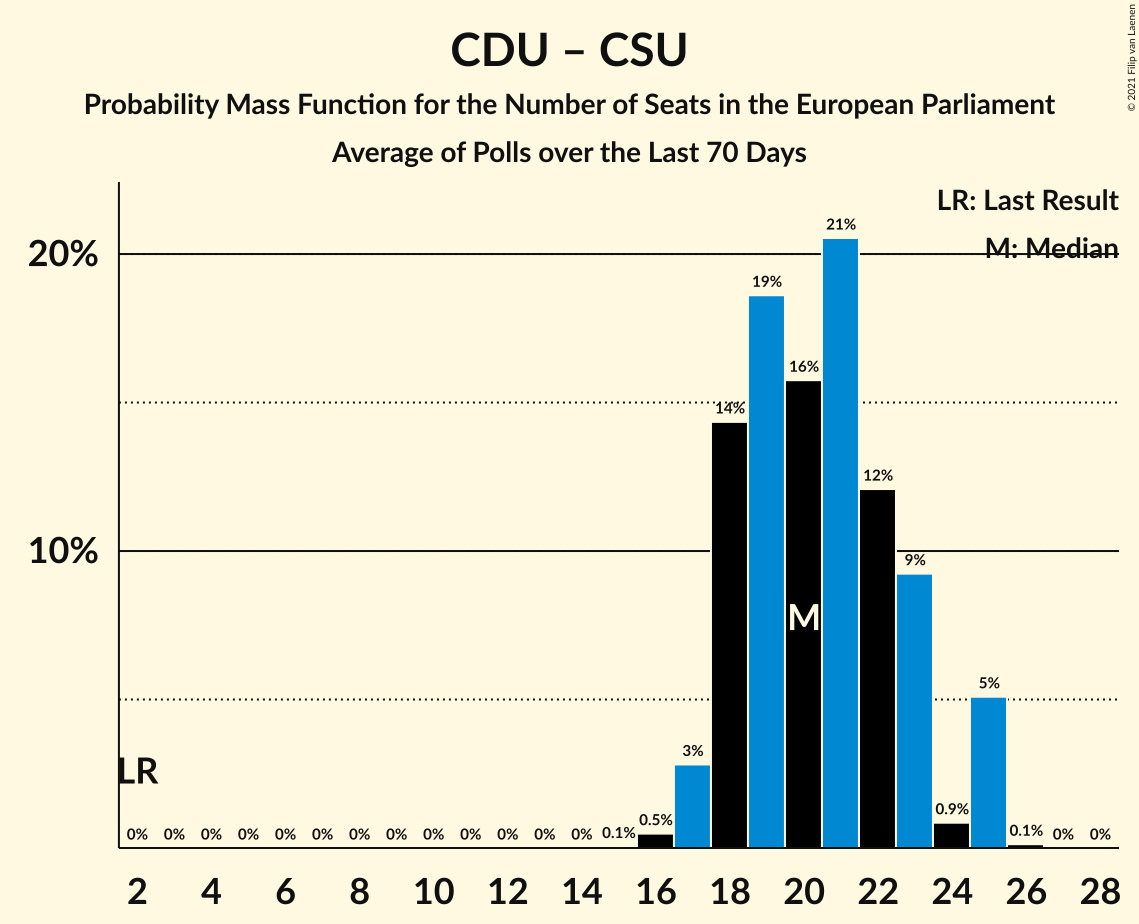 CDU – CSU
Probability Mass Function for the Number of Seats in the European Parliament
Average of Polls over the Last 70 Days
© 2021 Filip van Laenen
LR: Last Result
M: Median
20%
10%
LR
M
0% 0% 0% 0% 0% 0% 0% 0% 0% 0% 0% 0% 0% 0.1% 0.5% 3% 14% 19% 16% 21% 12% 9% 0.9% 5% 0.1% 0% 0%
2 4 6 8 10 12 14 16 18 20 22 24 26 28